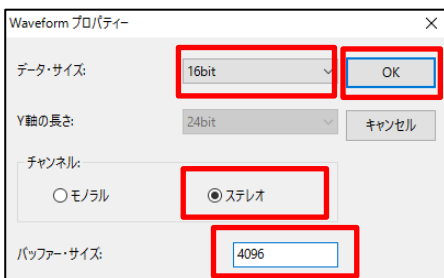 Waveform プロパティー
データ・サイズ: 16bit OK
Y軸の長さ: 24bit キャンセル
チャンネル:
モノラル ステレオ
バッファー・サイズ: 4096